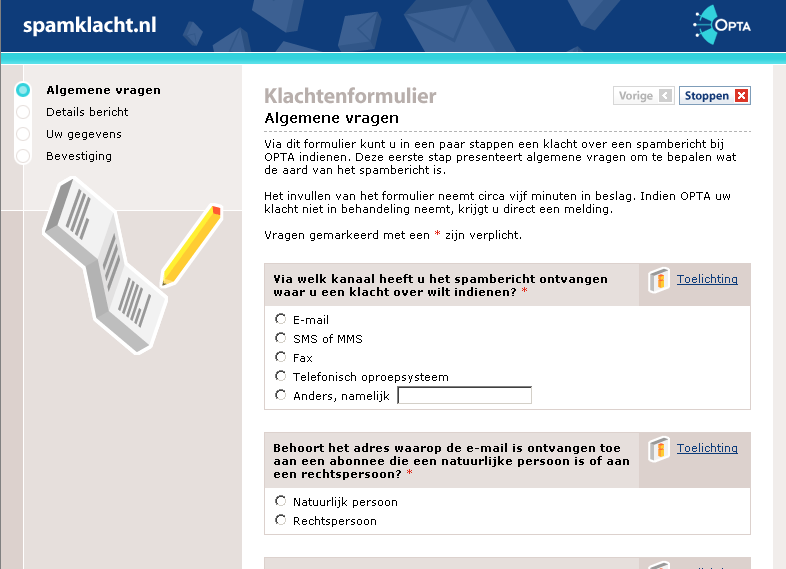 spamklacht.nl
OPTA
Algemene vragen
Details bericht
Uw gegevens
Bevestiging
Klachtenformulier
Vorige
Stoppen
Algemene vragen
Via dit formulier kunt u in een paar stappen een klacht over een spambericht bij
OPTA indienen. Deze eerste stap presenteert algemene vragen om te bepalen wat
de aard van het spambericht is.
Het invullen van het formulier neemt circa vijf minuten in beslag. Indien OPTA uw
klacht niet in behandeling neemt, krijgt u direct een melding.
Vragen gemarkeerd met een * zijn verplicht.
Via welk kanaal heeft u het spambericht ontvangen
waar u een klacht over wilt indienen? *
Toelichting
E-mail
SMS of MMS
Fax
Telefonisch oproepsysteem
Anders, namelijk
Behoort het adres waarop de e-mail is ontvangen toe
aan een abonnee die een natuurlijke persoon is of aan
een rechtspersoon? *
Toelichting
Natuurlijk persoon
Rechtspersoon